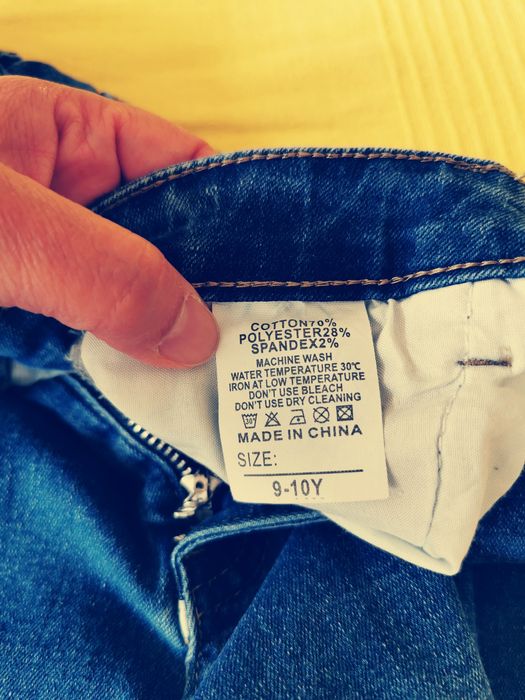 COTTON70%
POLYESTER28%
SPANDEX2%
MACHINE WASH
WATER TEMPERATURE 30℃
IRON AT LOW TEMPERATURE
DON'T USE BLEACH
DON'T USE DRY CLEANING
30°
MADE IN CHINA
SIZE:
9-10Y